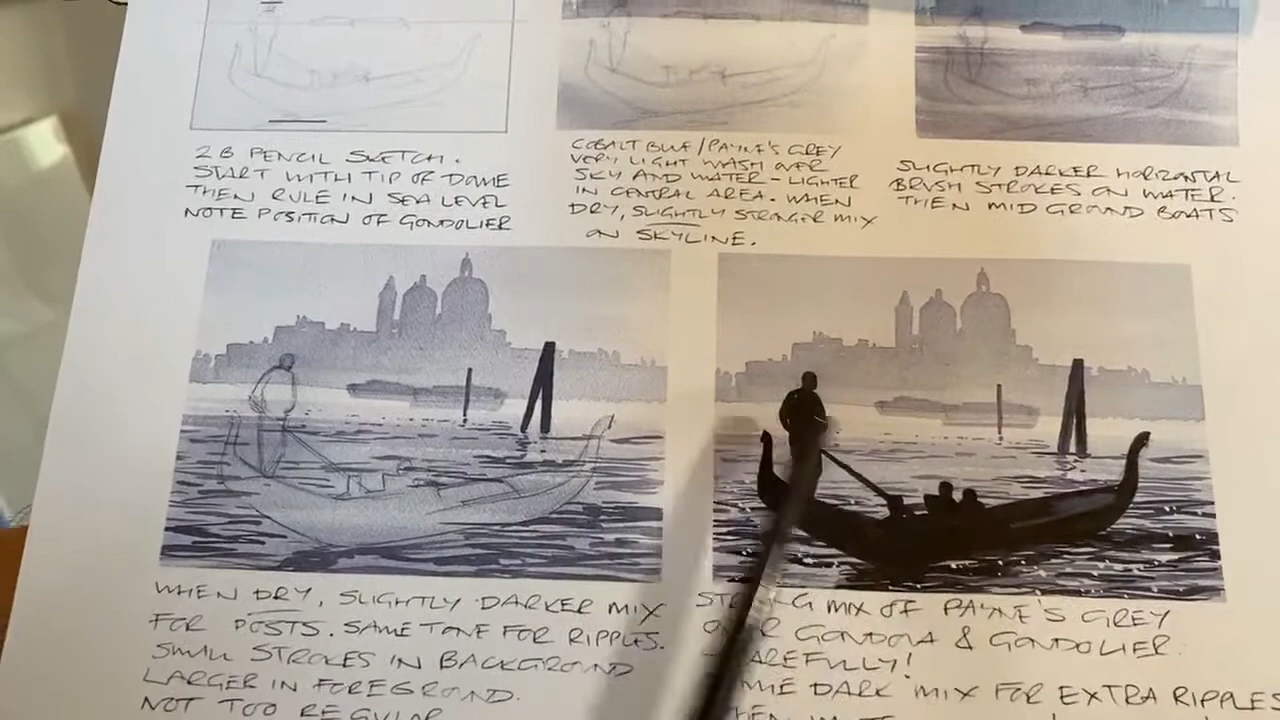 2B PENCIL SKETCH.
START WITH TIP OF DOME
THEN RULE IN SEA LEVEL
NOTE POSITION OF GONDOLIER
COBALT BLUE/PAYNE'S GREY
VERY LIGHT WASH OVER
SKY AND WATER - LIGHTER
IN CENTRAL AREA. WHEN
DRY, SLIGHTLY STRONGER MIX
ON SKYLINE.
SLIGHTLY DARKER HORIZONTAL
BRUSH STROKES ON WATER.
THEN MID GROUND BOATS
WHEN DRY, SLIGHTLY DARKER MIX
FOR POSTS. SAME TONE FOR RIPPLES.
SMALL STROKES IN BACKGROUND
LARGER IN FOREGROUND.
NOT TOO REGULAR
MIX OF PAYNE'S GREY
GONDOLA & GONDOLIER.
CAREFULLY!
DARK MIX FOR EXTRA RIPPLES